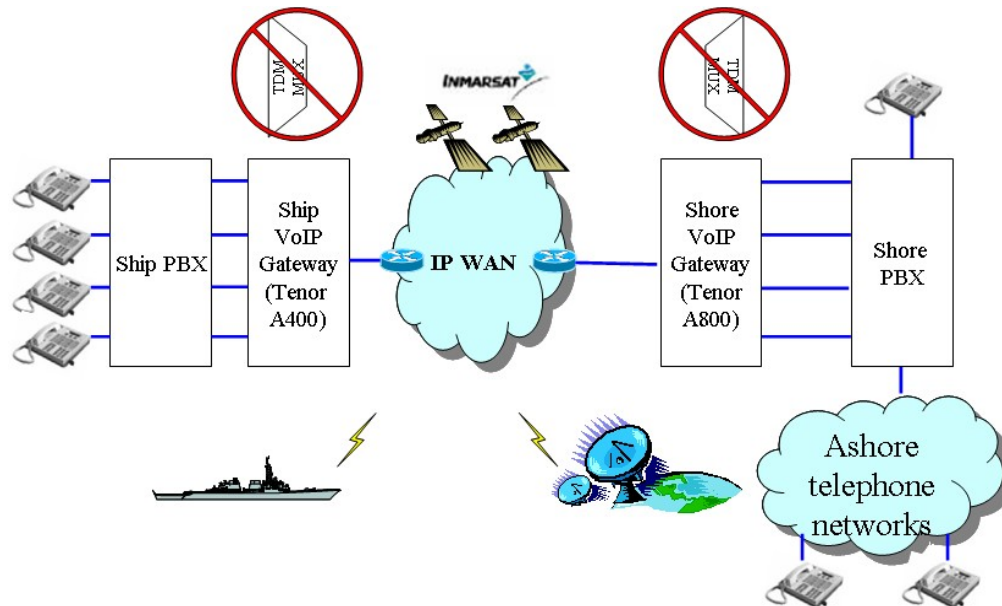 TDM
MUX
INMARSAT
TDM
MUX
Ship PBX
Ship
VoIP
Gateway
(Tenor
A400)
IP WAN
Shore
VoIP
Gateway
(Tenor
A800)
Shore
PBX
Ashore
telephone
networks